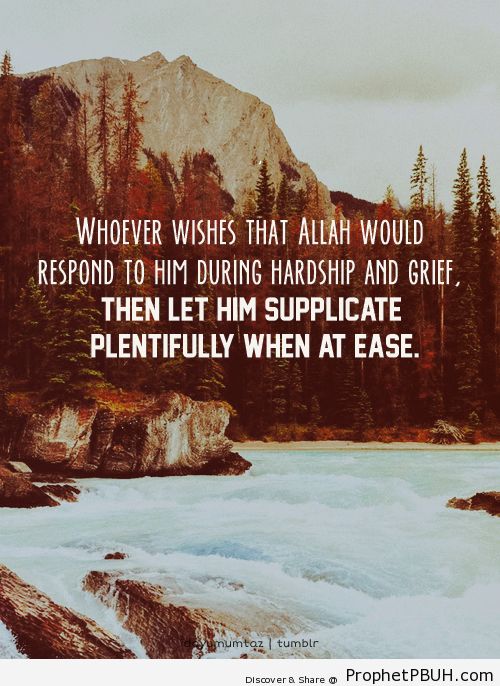 WHOEVER WISHES THAT ALLAH WOULD
RESPOND TO HIM DURING HARDSHIP AND GRIEF,
THEN LET HIM SUPPLICATE
PLENTIFULLY WHEN AT EASE.
| tumblr
Discover & Share @ ProphetPBUH.com